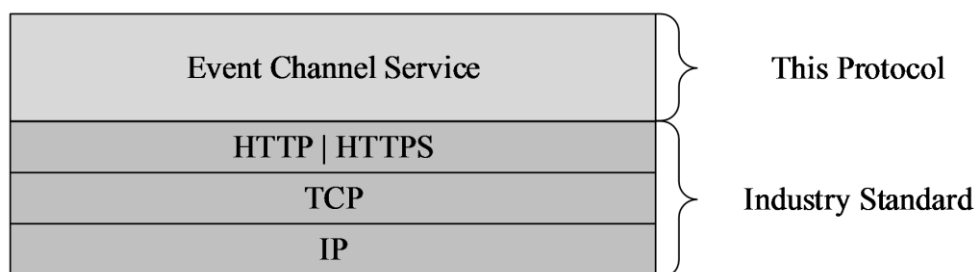 Event Channel Service
This Protocol
HTTP | HTTPS
TCP
Industry Standard
IP